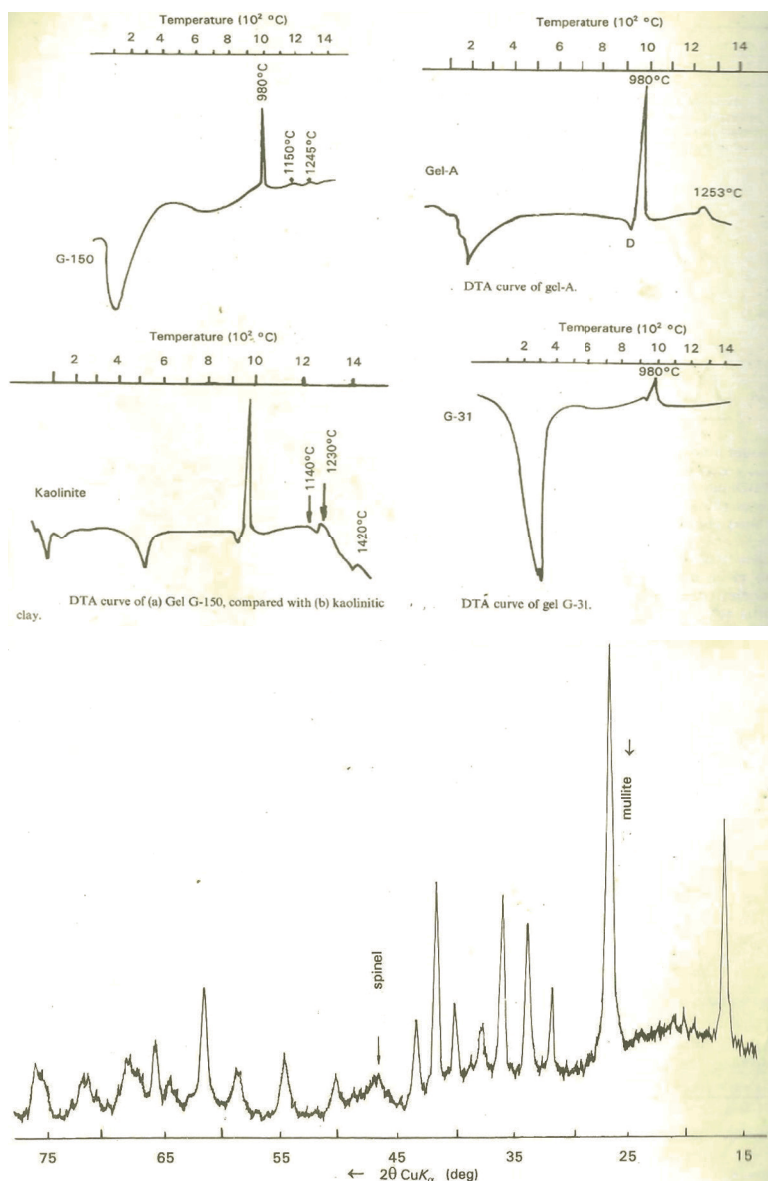 Temperature (10² °C)
2 4 6 8 10 12 14
980°C
1150°C
1245°C
G-150
Temperature (10² °C)
2 4 6 8 10 12 14
980°C
Gel-A
1253°C
D
DTA curve of gel-A.
Temperature (10² °C)
2 4 6 8 10 12 14
Kaolinite
1140°C
1230°C
1420°C
DTA curve of (a) Gel G-150, compared with (b) kaolinitic
clay.
Temperature (10² °C)
2 4 6 8 10 12 14
980°C
G-31
DTA curve of gel G-31.
mullite →
spinel →
75 65 55 45 35 25 15
← 2θ CuKα (deg)